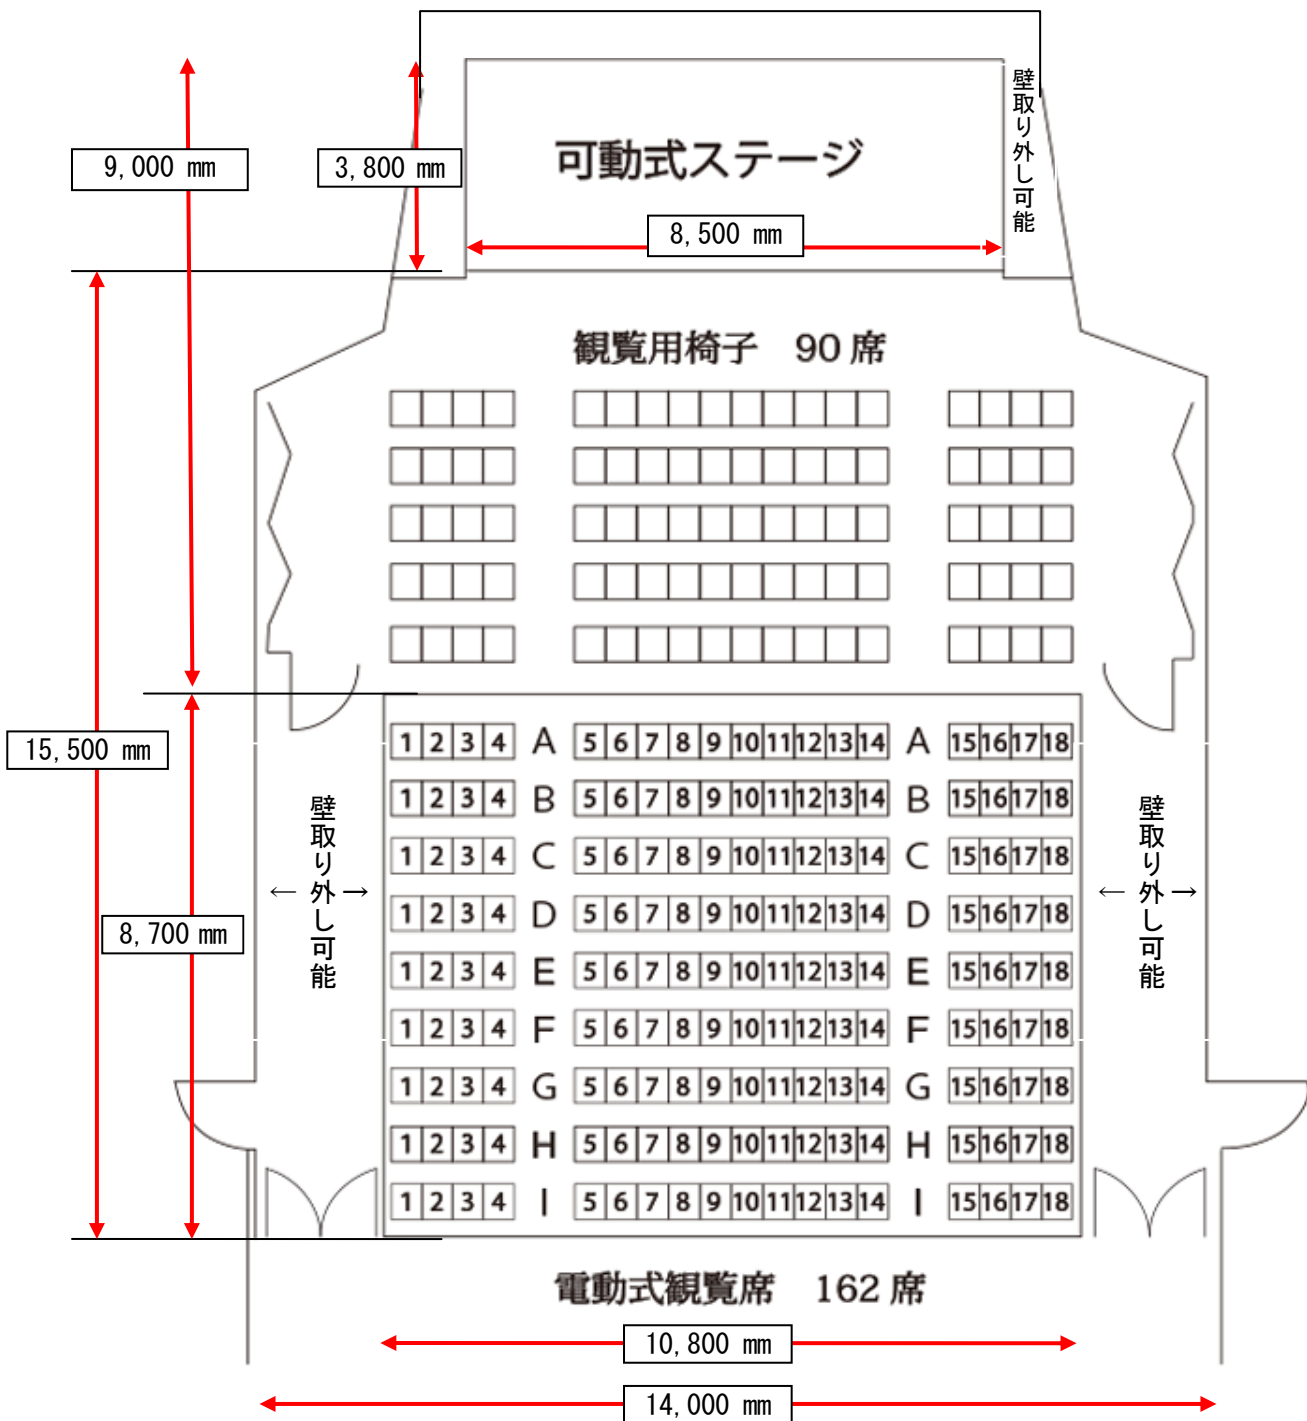 壁取り外し可能
可動式ステージ
9,000 mm
3,800 mm
8,500 mm
観覧用椅子　90席
1 2 3 4 A 5 6 7 8 9 10 11 12 13 14 A 15 16 17 18
15,500 mm
1 2 3 4 B 5 6 7 8 9 10 11 12 13 14 B 15 16 17 18
1 2 3 4 C 5 6 7 8 9 10 11 12 13 14 C 15 16 17 18
←壁取り外し可能→
←壁取り外し可能→
1 2 3 4 D 5 6 7 8 9 10 11 12 13 14 D 15 16 17 18
8,700 mm
1 2 3 4 E 5 6 7 8 9 10 11 12 13 14 E 15 16 17 18
1 2 3 4 F 5 6 7 8 9 10 11 12 13 14 F 15 16 17 18
1 2 3 4 G 5 6 7 8 9 10 11 12 13 14 G 15 16 17 18
1 2 3 4 H 5 6 7 8 9 10 11 12 13 14 H 15 16 17 18
1 2 3 4 I 5 6 7 8 9 10 11 12 13 14 I 15 16 17 18
電動式観覧席　162席
10,800 mm
14,000 mm